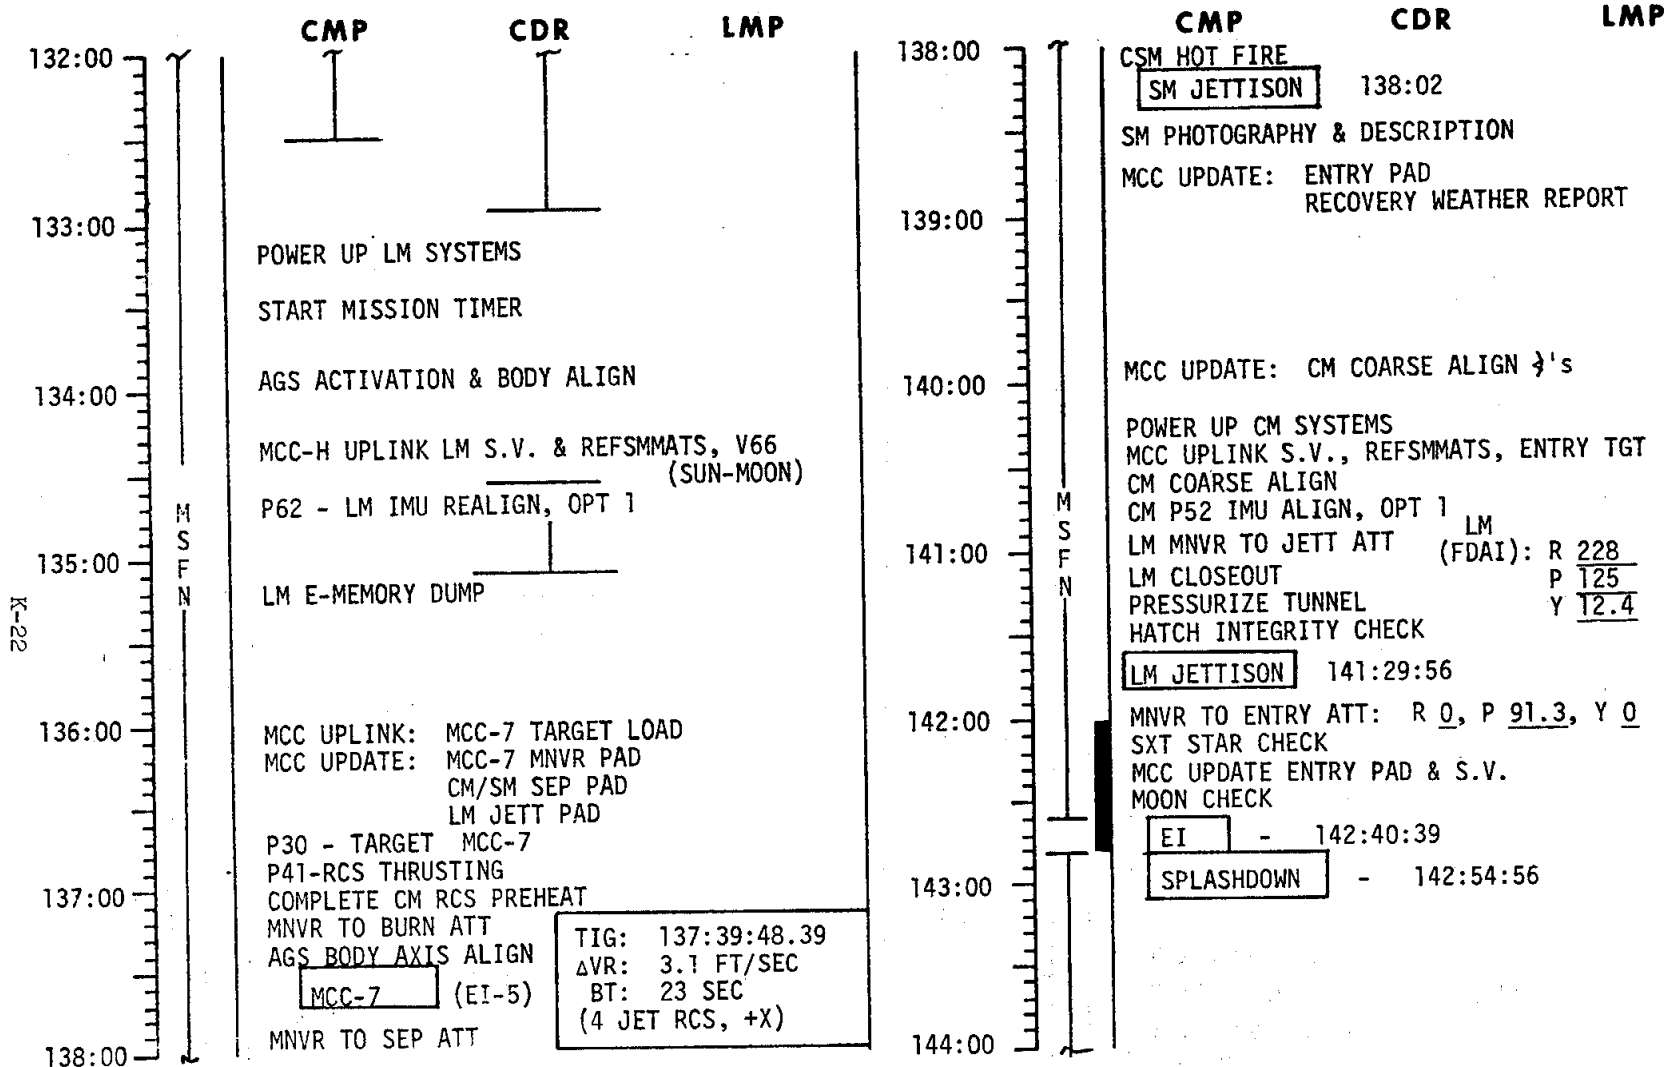 CMP CDR LMP
132:00
133:00
POWER UP LM SYSTEMS
START MISSION TIMER
AGS ACTIVATION & BODY ALIGN
134:00
MCC-H UPLINK LM S.V. & REFSMMATS, V66
(SUN-MOON)
P62 - LM IMU REALIGN, OPT 1
MSFN
135:00
LM E-MEMORY DUMP
K-22
136:00
MCC UPLINK: MCC-7 TARGET LOAD
MCC UPDATE: MCC-7 MNVR PAD
CM/SM SEP PAD
LM JETT PAD
P30 - TARGET MCC-7
P41-RCS THRUSTING
137:00
COMPLETE CM RCS PREHEAT
MNVR TO BURN ATT
AGS BODY AXIS ALIGN
MCC-7 (EI-5)
TIG: 137:39:48.39
ΔVR: 3.1 FT/SEC
BT: 23 SEC
(4 JET RCS, +X)
MNVR TO SEP ATT
138:00
CMP CDR LMP
138:00
CSM HOT FIRE
SM JETTISON 138:02
SM PHOTOGRAPHY & DESCRIPTION
MCC UPDATE: ENTRY PAD
RECOVERY WEATHER REPORT
139:00
MCC UPDATE: CM COARSE ALIGN ∡'s
140:00
POWER UP CM SYSTEMS
MCC UPLINK S.V., REFSMMATS, ENTRY TGT
CM COARSE ALIGN
CM P52 IMU ALIGN, OPT 1
MSFN
141:00
LM MNVR TO JETT ATT LM (FDAI): R 228
LM CLOSEOUT P 125
PRESSURIZE TUNNEL Y 12.4
HATCH INTEGRITY CHECK
LM JETTISON 141:29:56
142:00
MNVR TO ENTRY ATT: R 0, P 91.3, Y 0
SXT STAR CHECK
MCC UPDATE ENTRY PAD & S.V.
MOON CHECK
EI - 142:40:39
143:00
SPLASHDOWN - 142:54:56
144:00